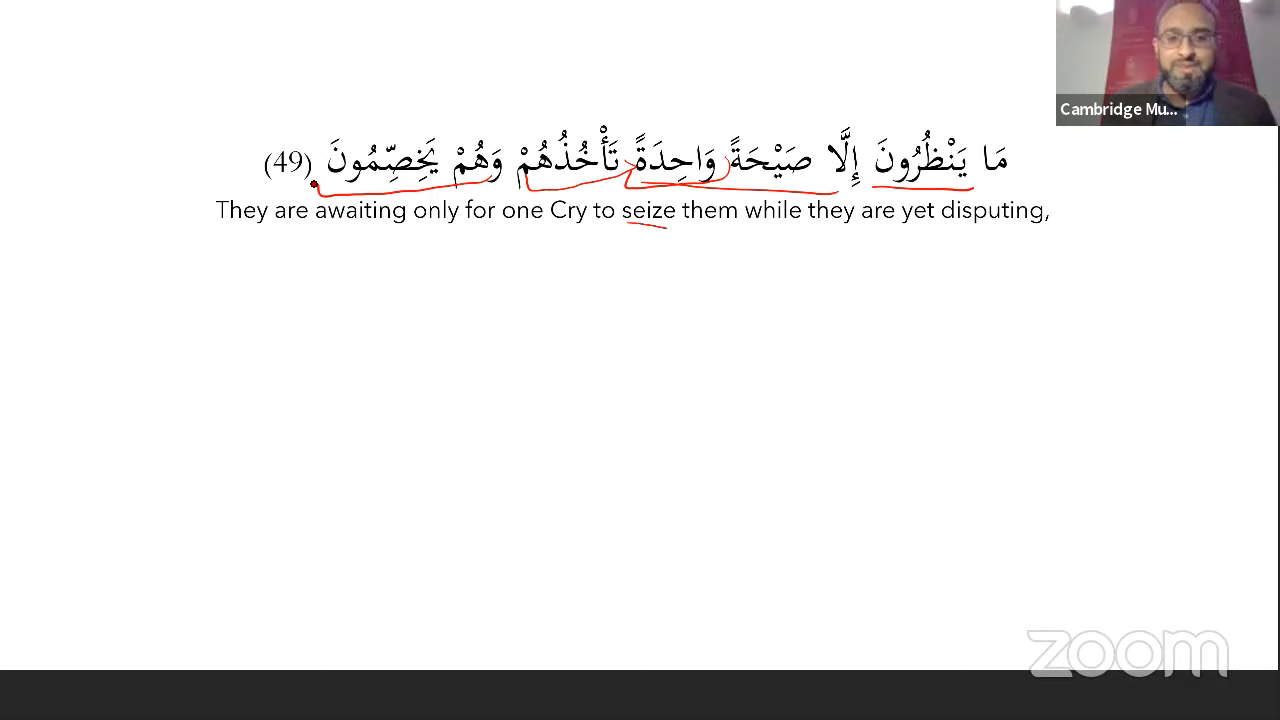 Cambridge Mu...
مَا يَنْظُرُونَ إِلَّا صَيْحَةً وَاحِدَةً تَأْخُذُهُمْ وَهُمْ يَخِصِّمُونَ (49)
They are awaiting only for one Cry to seize them while they are yet disputing,
zoom